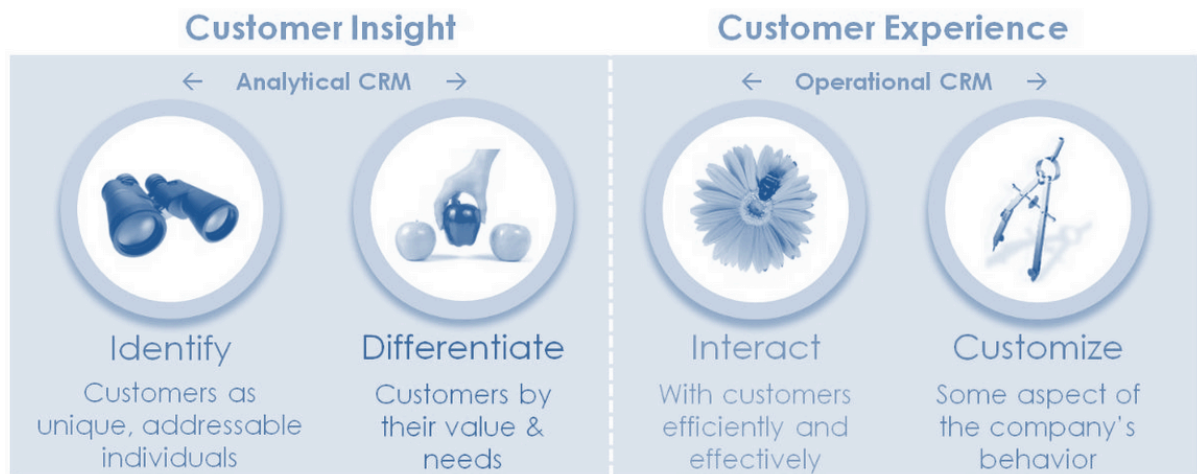 Customer Insight
Customer Experience
← Analytical CRM →
← Operational CRM →
Identify
Customers as
unique, addressable
individuals
Differentiate
Customers by
their value &
needs
Interact
With customers
efficiently and
effectively
Customize
Some aspect of
the company's
behavior